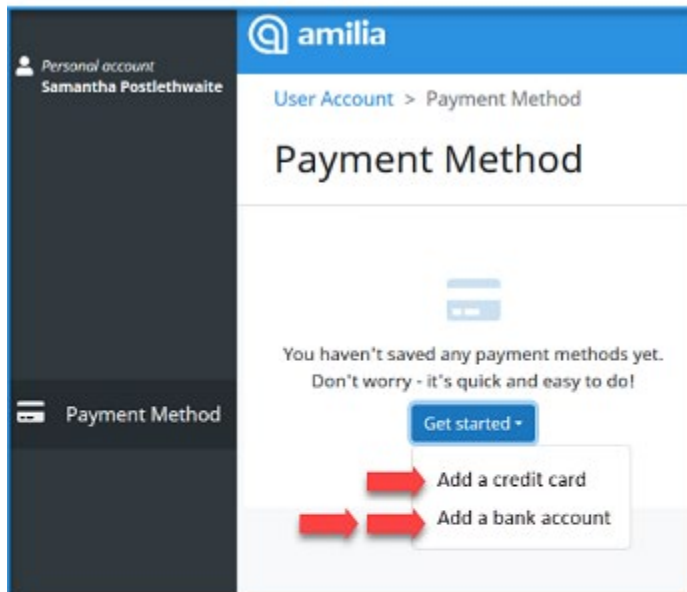 Personal account
Samantha Postlethwaite
Payment Method
amilia
User Account > Payment Method
Payment Method
You haven't saved any payment methods yet.
Don't worry - it's quick and easy to do!
Get started
Add a credit card
Add a bank account